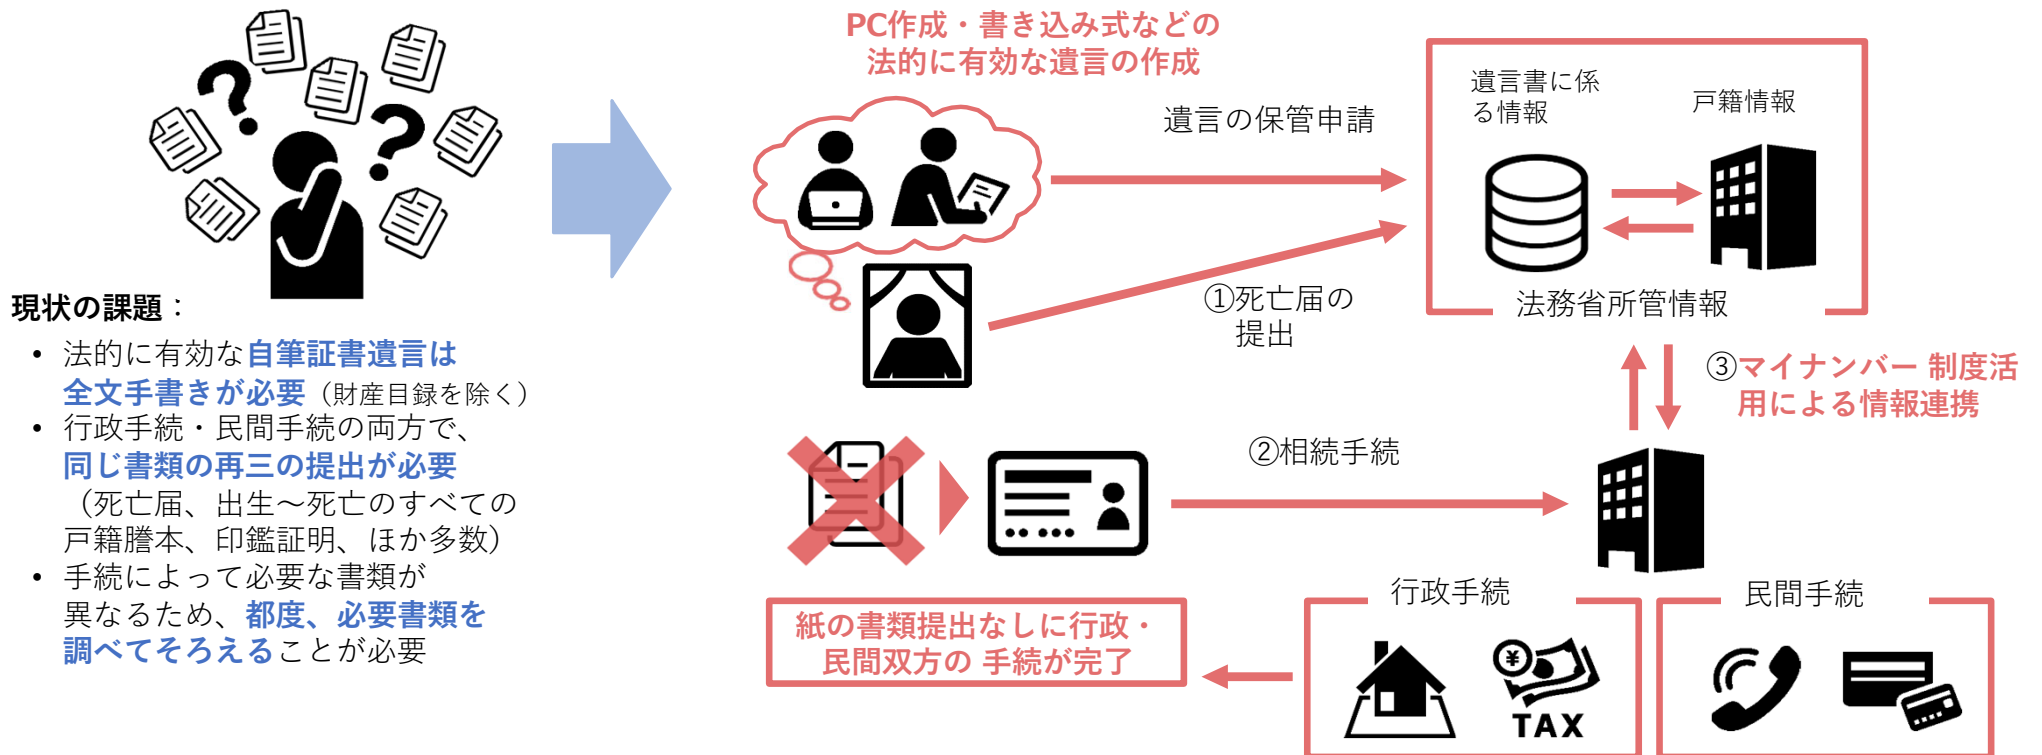 現状の課題：
• 法的に有効な自筆証書遺言は
全文手書きが必要（財産目録を除く）
• 行政手続・民間手続の両方で、
同じ書類の再三の提出が必要
（死亡届、出生～死亡のすべての
戸籍謄本、印鑑証明、ほか多数）
• 手続によって必要な書類が
異なるため、都度、必要書類を
調べてそろえることが必要
PC作成・書き込み式などの
法的に有効な遺言の作成
遺言の保管申請
遺言書に係
る情報
戸籍情報
法務省所管情報
①死亡届の
提出
③マイナンバー 制度活
用による情報連携
②相続手続
行政手続
¥
TAX
民間手続
紙の書類提出なしに行政・
民間双方の 手続が完了